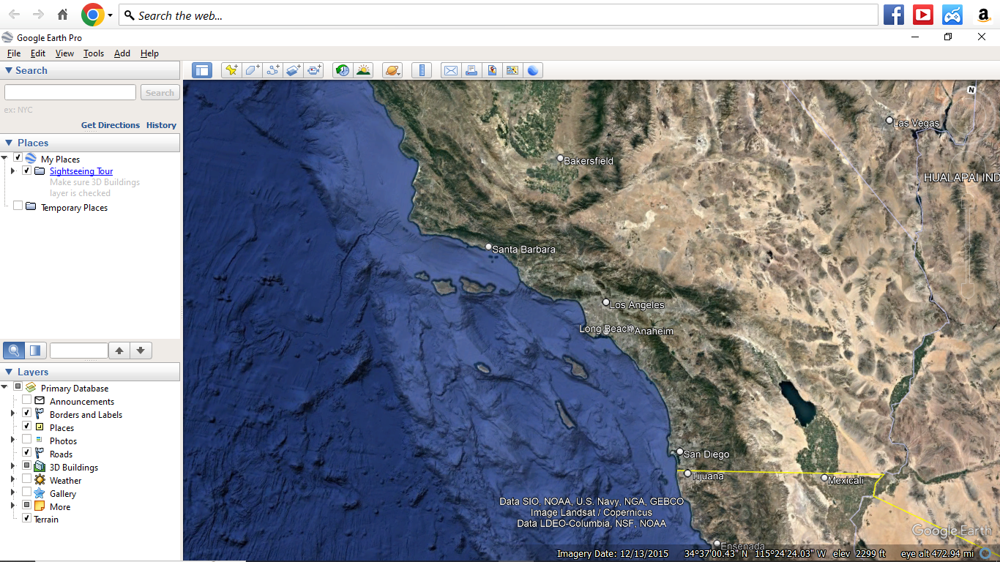 Search the web...
Google Earth Pro
File Edit View Tools Add Help
Search
Search
ex: NYC
Get Directions History
Places
My Places
Sightseeing Tour
Make sure 3D Buildings
layer is checked
Temporary Places
Layers
Primary Database
Announcements
Borders and Labels
Places
Photos
Roads
3D Buildings
Weather
Gallery
More
Terrain
N
Las Vegas
Bakersfield
HUALAPAI IND
Santa Barbara
Los Angeles
Long Beach
Anaheim
San Diego
Tijuana
Mexicali
Ensenada
Data SIO, NOAA, U.S. Navy, NGA, GEBCO
Image Landsat / Copernicus
Data LDEO-Columbia, NSF, NOAA
Google Earth
Imagery Date: 12/13/2015 34°37'00.43" N 115°24'24.03" W elev 2299 ft eye alt 472.94 mi